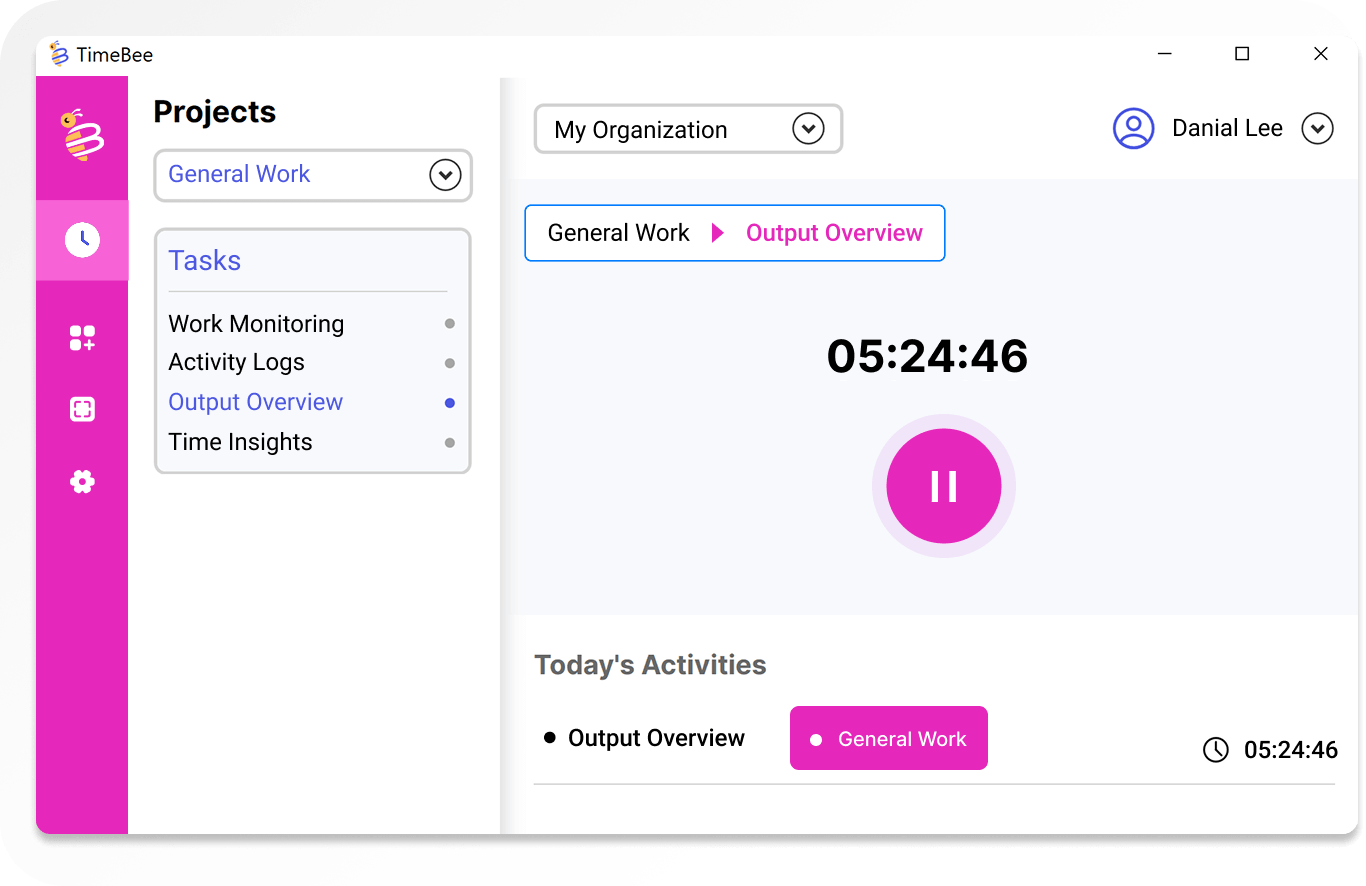 TimeBee
Projects
General Work
Tasks
Work Monitoring
Activity Logs
Output Overview
Time Insights
My Organization
Danial Lee
General Work Output Overview
05:24:46
Today's Activities
Output Overview General Work 05:24:46